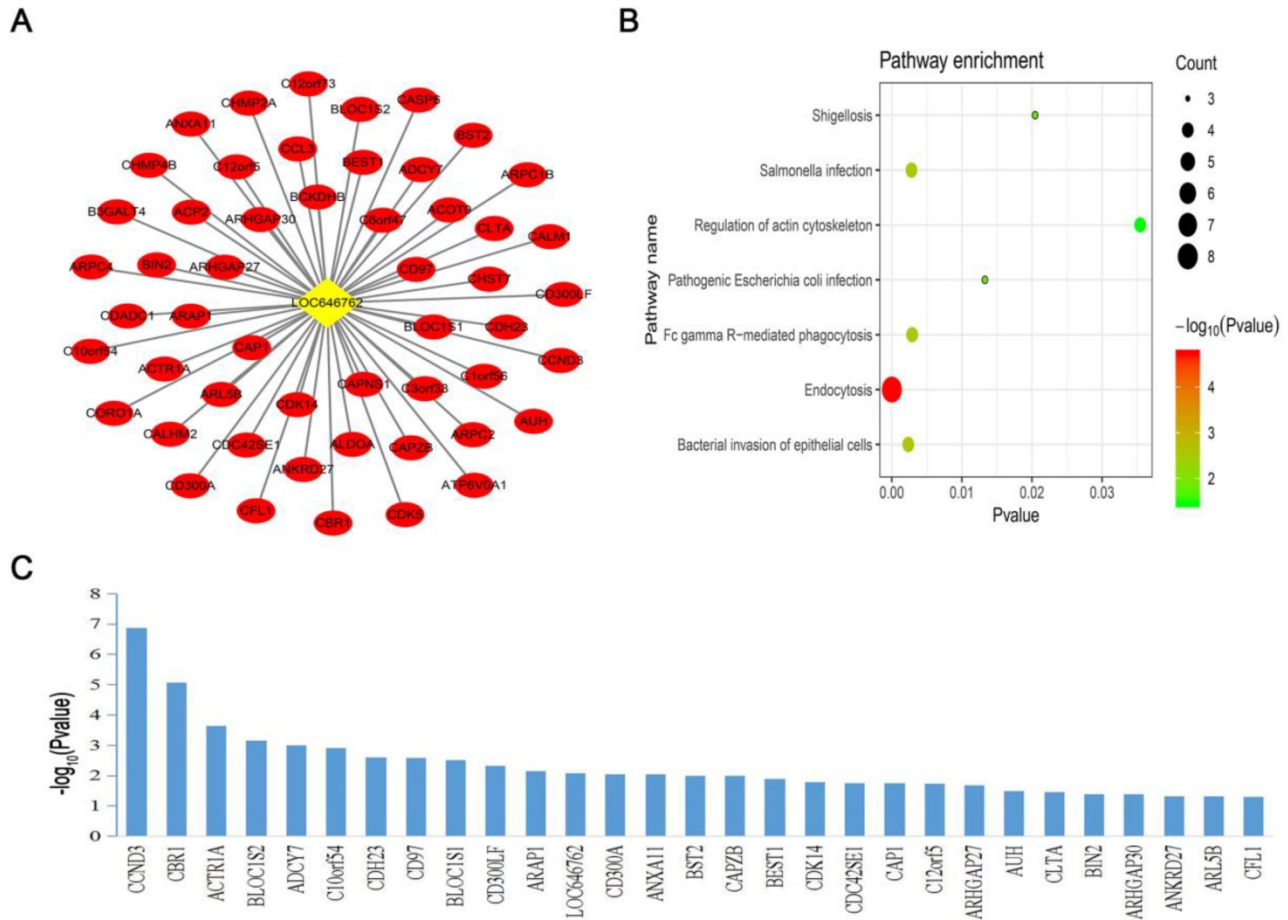 A
C12orf73
CHMP2A
BLOC1S2
CASP6
ANXA11
CCL3
BST2
CHMP4B
C12orf5
BEST1
ADCY7
ARPC1B
BCKDHB
B3GALT4
ACP2
ARHGAP30
C6orf47
ACOT9
CLTA
CALM1
ARPC4
BIN2
ARHGAP27
CD97
CHST7
CD300LF
LOC646762
CDADC1
ARAP1
BLOC1S1
CDH23
C10orf54
CAP1
CCND3
ACTR1A
C1orf56
CORO1A
ARL5B
CAPNS1
C3orf33
AUH
CALHM2
CDK14
ARPC2
CDC42SE1
ALDOA
CAPZB
CD300A
ANKRD27
ATP6V0A1
CFL1
CBR1
CDK5
B
Pathway enrichment
Pathway name
Shigellosis
Salmonella infection
Regulation of actin cytoskeleton
Pathogenic Escherichia coli infection
Fc gamma R−mediated phagocytosis
Endocytosis
Bacterial invasion of epithelial cells
0.00 0.01 0.02 0.03
Pvalue
Count
3
4
5
6
7
8
−log10(Pvalue)
4
3
2
C
-log10(Pvalue)
8
7
6
5
4
3
2
1
0
CCND3
CBR1
ACTR1A
BLOC1S2
ADCY7
C10orf54
CDH23
CD97
BLOC1S1
CD300LF
ARAP1
LOC646762
CD300A
ANXA11
BST2
CAPZB
BEST1
CDK14
CDC42SE1
CAP1
C12orf5
ARHGAP27
AUH
CLTA
BIN2
ARHGAP30
ANKRD27
ARL5B
CFL1